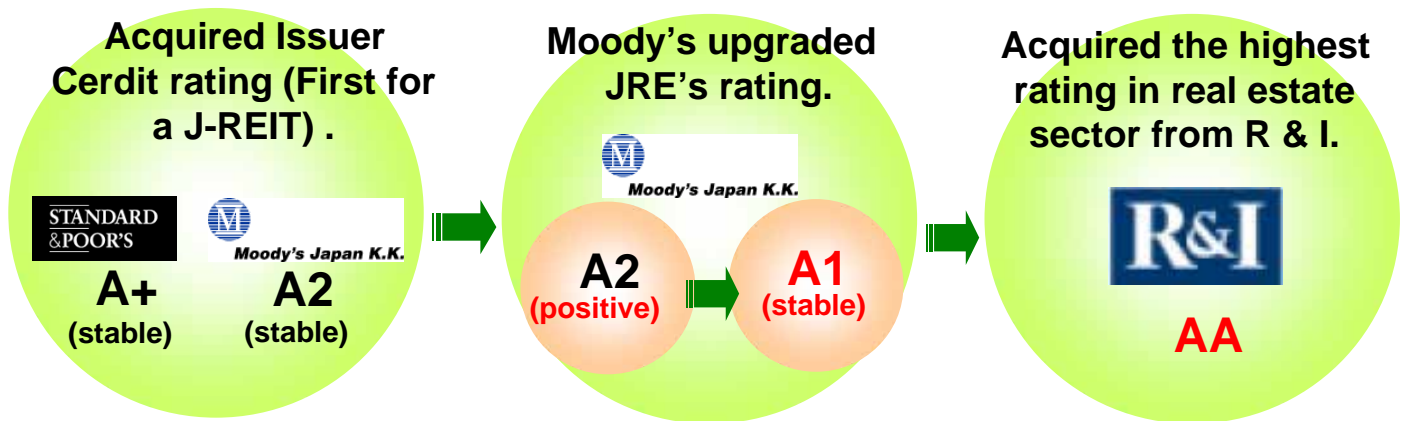 Acquired Issuer
Cerdit rating (First for
a J-REIT) .
STANDARD
&POOR'S
M
Moody's Japan K.K.
A+
(stable)
A2
(stable)
Moody's upgraded
JRE's rating.
M
Moody's Japan K.K.
A2
(positive)
A1
(stable)
Acquired the highest
rating in real estate
sector from R & I.
R&I
AA